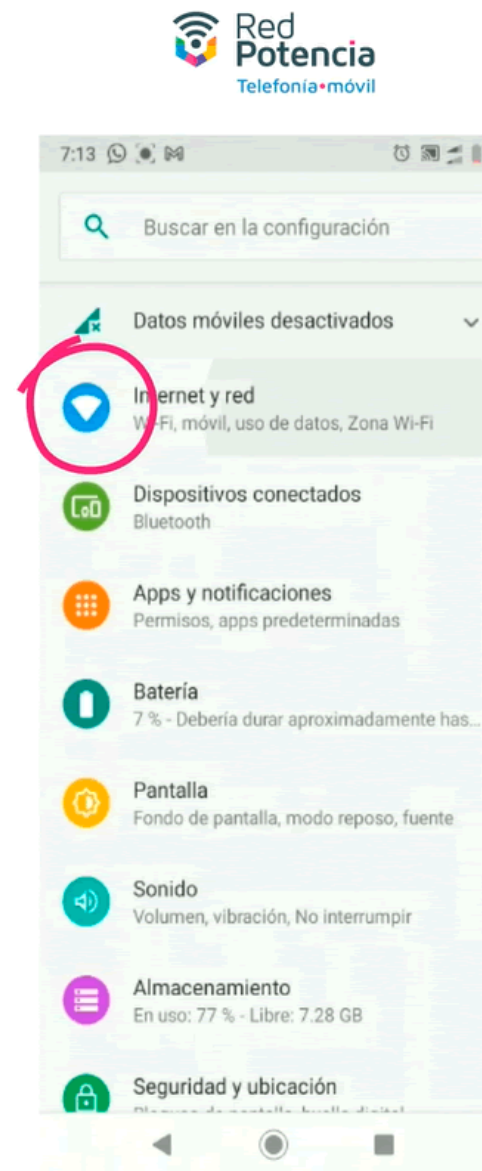 Red
Potencia
Telefonía•móvil
7:13
Buscar en la configuración
Datos móviles desactivados
Internet y red
Wi-Fi, móvil, uso de datos, Zona Wi-Fi
Dispositivos conectados
Bluetooth
Apps y notificaciones
Permisos, apps predeterminadas
Batería
7 % - Debería durar aproximadamente has...
Pantalla
Fondo de pantalla, modo reposo, fuente
Sonido
Volumen, vibración, No interrumpir
Almacenamiento
En uso: 77 % - Libre: 7.28 GB
Seguridad y ubicación